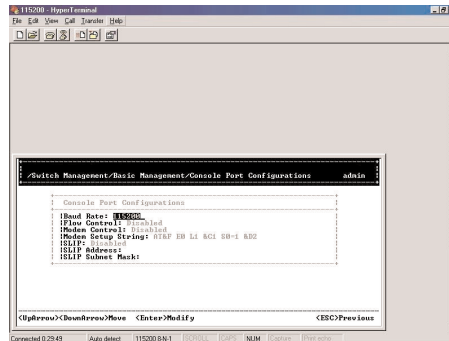 115200 - HyperTerminal
File Edit View Call Transfer Help
/Switch Management/Basic Management/Console Port Configurations admin
Console Port Configurations
|Baud Rate: 115200
|Flow Control: Disabled
|Modem Control: Disabled
|Modem Setup String: AT&F E0 L1 &C1 S0=1 &D2
|SLIP: Disabled
|SLIP Address:
|SLIP Subnet Mask:
<UpArrow><DownArrow>Move <Enter>Modify <ESC>Previous
Connected 0:29:49 Auto detect 115200 8-N-1 SCROLL CAPS NUM Capture Print echo